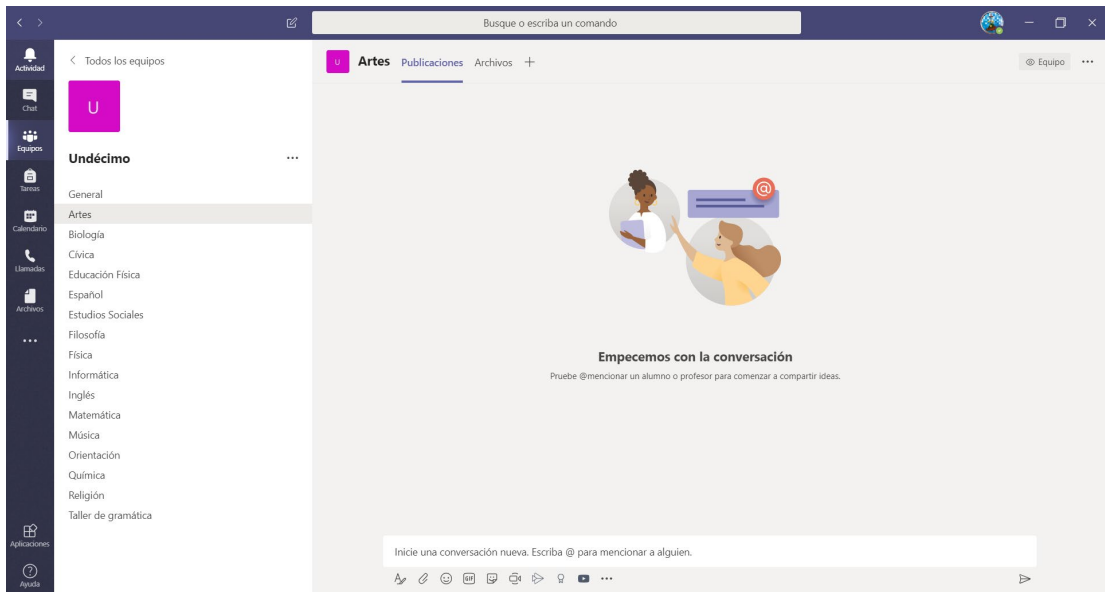 Busque o escriba un comando
Actividad
Chat
Equipos
Tareas
Calendario
Llamadas
Archivos
Aplicaciones
Ayuda
Todos los equipos
U
Undécimo
General
Artes
Biología
Cívica
Educación Física
Español
Estudios Sociales
Filosofía
Física
Informática
Inglés
Matemática
Música
Orientación
Química
Religión
Taller de gramática
U Artes Publicaciones Archivos
Equipo
@
Empecemos con la conversación
Pruebe @mencionar un alumno o profesor para comenzar a compartir ideas.
Inicie una conversación nueva. Escriba @ para mencionar a alguien.
GIF